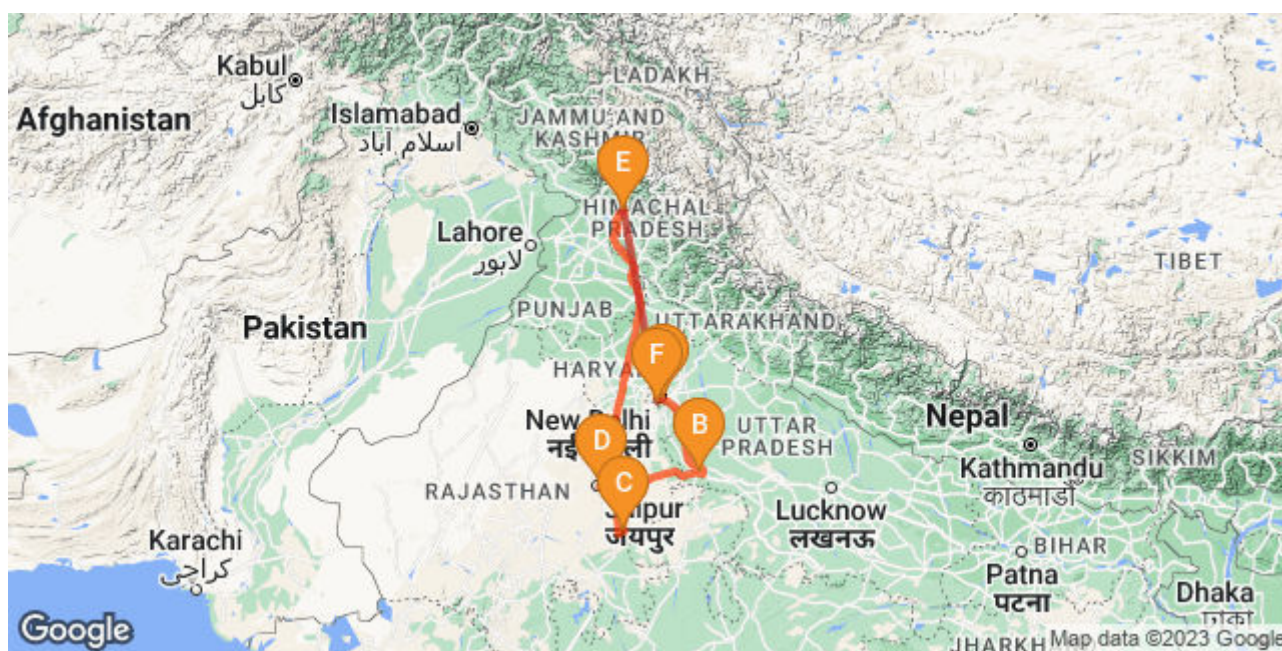 Kabul
کابل
LADAKH
Afghanistan
Islamabad
اسلام آباد
JAMMU AND
KASHMIR
E
HIMACHAL
PRADESH
Lahore
لاہور
TIBET
PUNJAB
UTTARAKHAND
Pakistan
F
HARYA
New Delhi
नई
ली
B
UTTAR
PRADESH
Nepal
D
Kathmandu
काठमाडौं
SIKKIM
RAJASTHAN
C
Jaipur
जयपुर
Lucknow
लखनऊ
Karachi
کراچی
BIHAR
Patna
पटना
Dhaka
ঢাকা
Google
JHARKH
Map data ©2023 Google